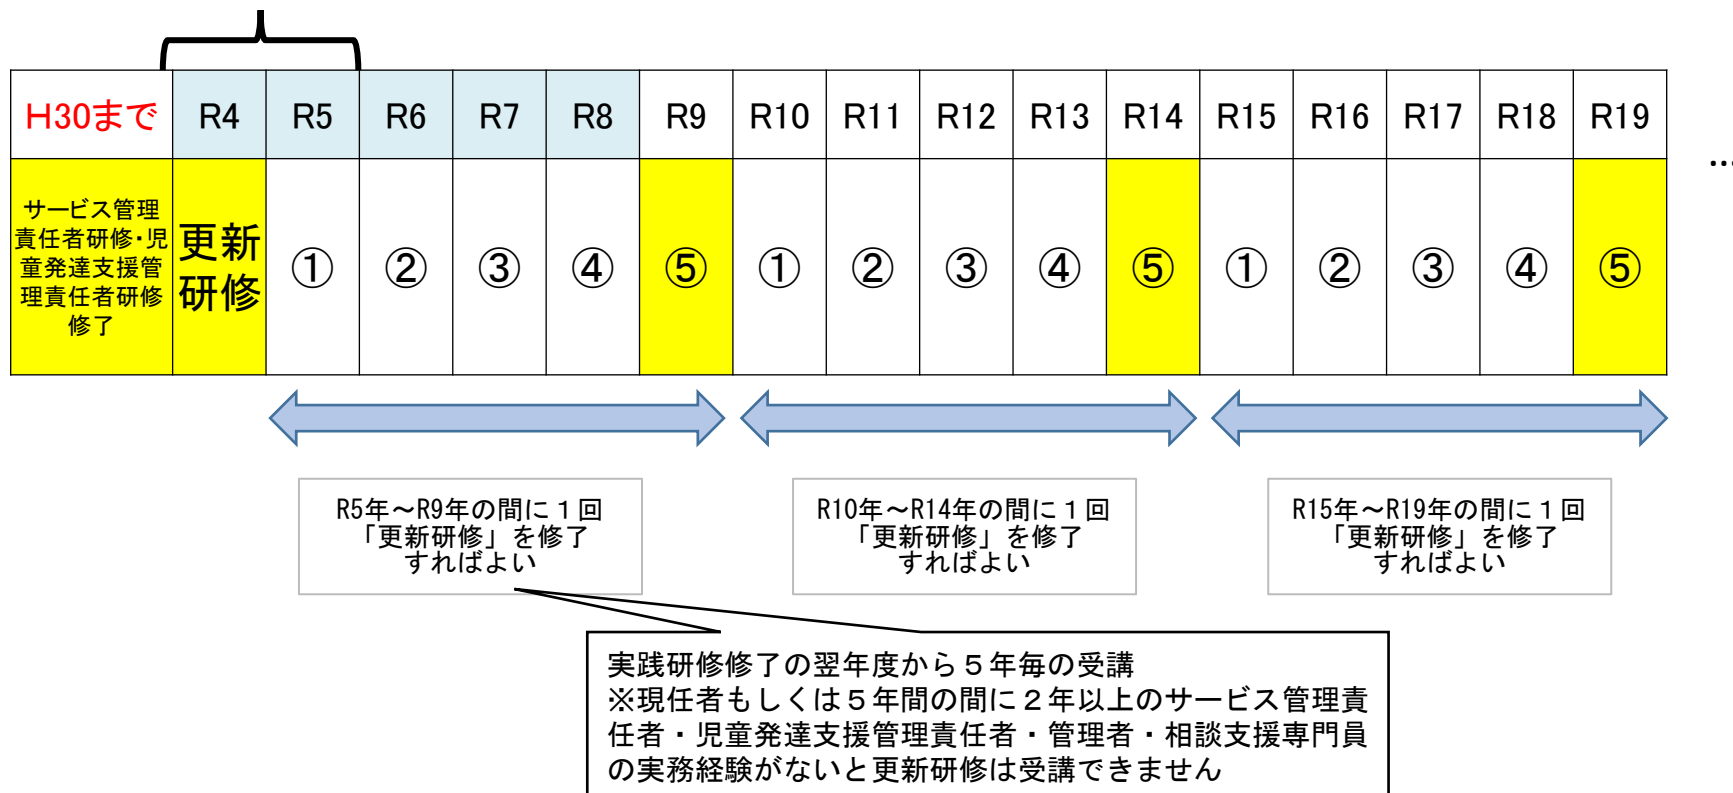 H30まで R4 R5 R6 R7 R8 R9 R10 R11 R12 R13 R14 R15 R16 R17 R18 R19
…
サービス管理
責任者研修・児
童発達支援管
理責任者研修
修了
更新
研修
① ② ③ ④ ⑤ ① ② ③ ④ ⑤ ① ② ③ ④ ⑤
R5年～R9年の間に１回
「更新研修」を修了
すればよい
R10年～R14年の間に１回
「更新研修」を修了
すればよい
R15年～R19年の間に１回
「更新研修」を修了
すればよい
実践研修修了の翌年度から５年毎の受講
※現任者もしくは５年間の間に２年以上のサービス管理責
任者・児童発達支援管理責任者・管理者・相談支援専門員
の実務経験がないと更新研修は受講できません